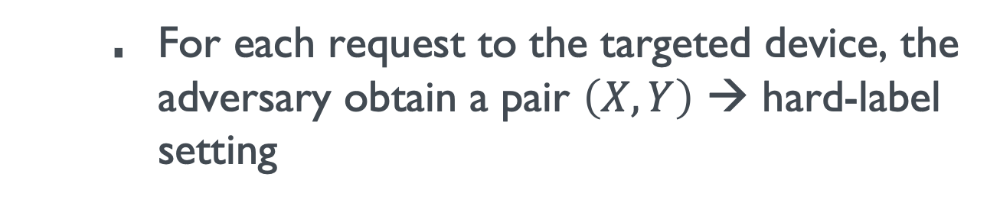 ▪ For each request to the targeted device, the
adversary obtain a pair (𝑋, 𝑌) → hard-label
setting